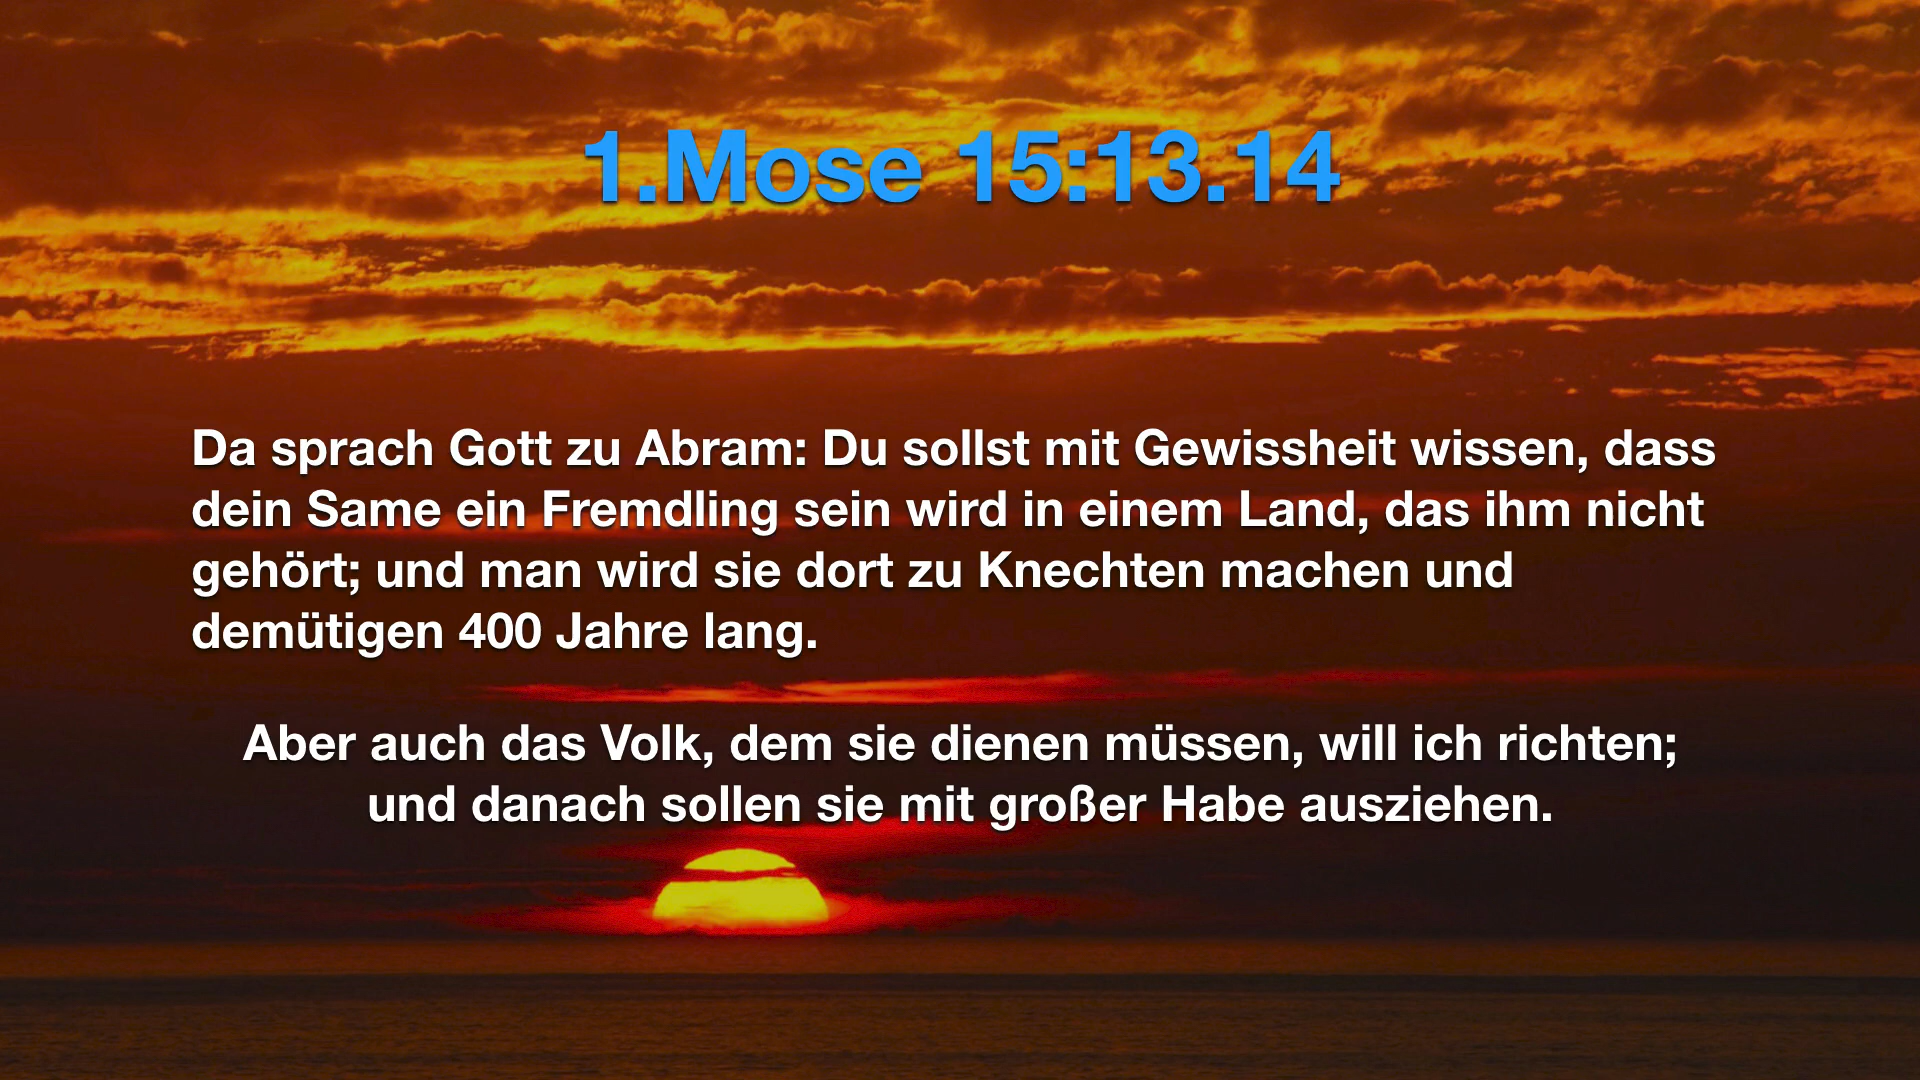 1.Mose 15:13.14
Da sprach Gott zu Abram: Du sollst mit Gewissheit wissen, dass
dein Same ein Fremdling sein wird in einem Land, das ihm nicht
gehört; und man wird sie dort zu Knechten machen und
demütigen 400 Jahre lang.
Aber auch das Volk, dem sie dienen müssen, will ich richten;
und danach sollen sie mit großer Habe ausziehen.